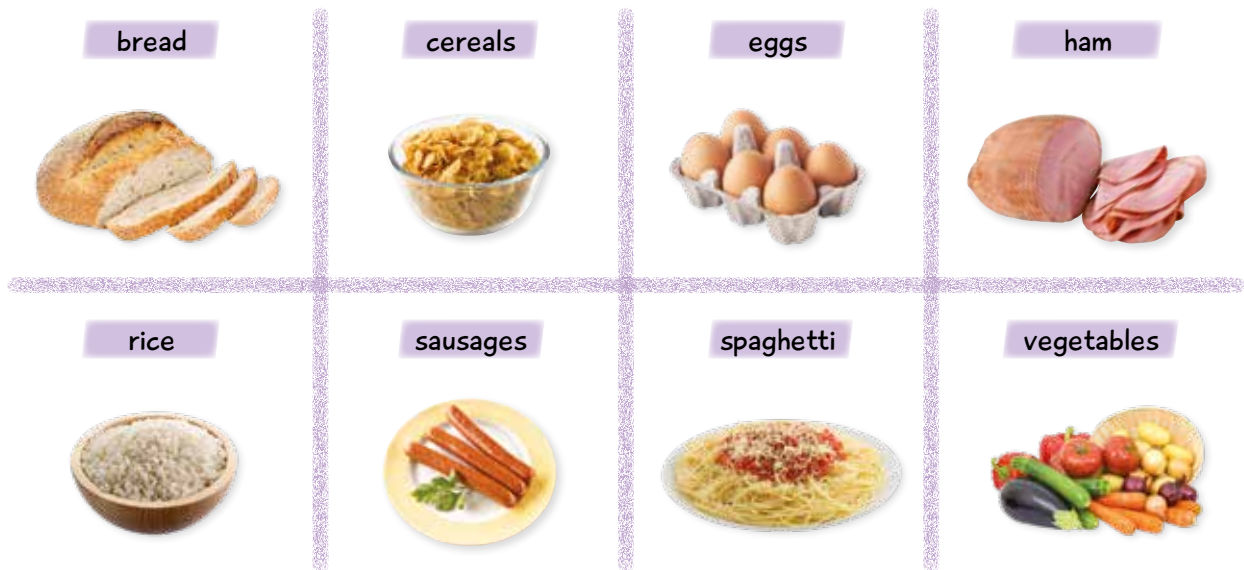 bread
cereals
eggs
ham
rice
sausages
spaghetti
vegetables